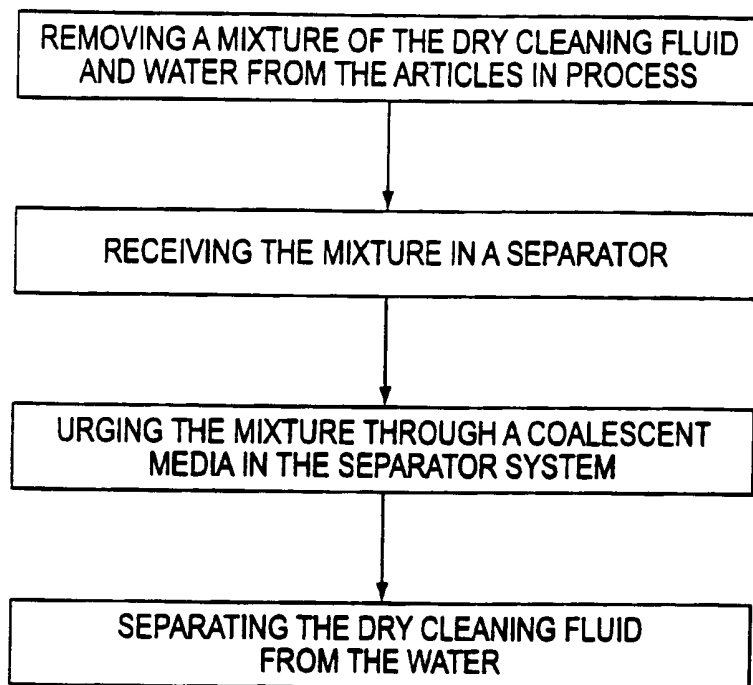 REMOVING A MIXTURE OF THE DRY CLEANING FLUID
AND WATER FROM THE ARTICLES IN PROCESS
RECEIVING THE MIXTURE IN A SEPARATOR
URGING THE MIXTURE THROUGH A COALESCENT
MEDIA IN THE SEPARATOR SYSTEM
SEPARATING THE DRY CLEANING FLUID
FROM THE WATER